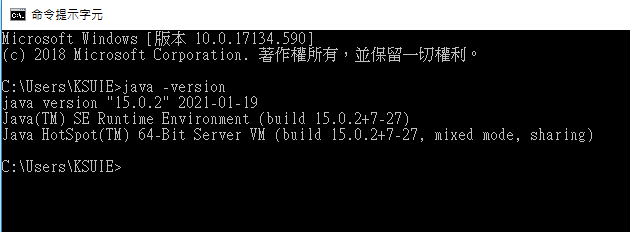 命令提示字元
Microsoft Windows [版本 10.0.17134.590]
(c) 2018 Microsoft Corporation. 著作權所有，並保留一切權利。
C:\Users\KSUIE>java -version
java version "15.0.2" 2021-01-19
Java(TM) SE Runtime Environment (build 15.0.2+7-27)
Java HotSpot(TM) 64-Bit Server VM (build 15.0.2+7-27, mixed mode, sharing)
C:\Users\KSUIE>